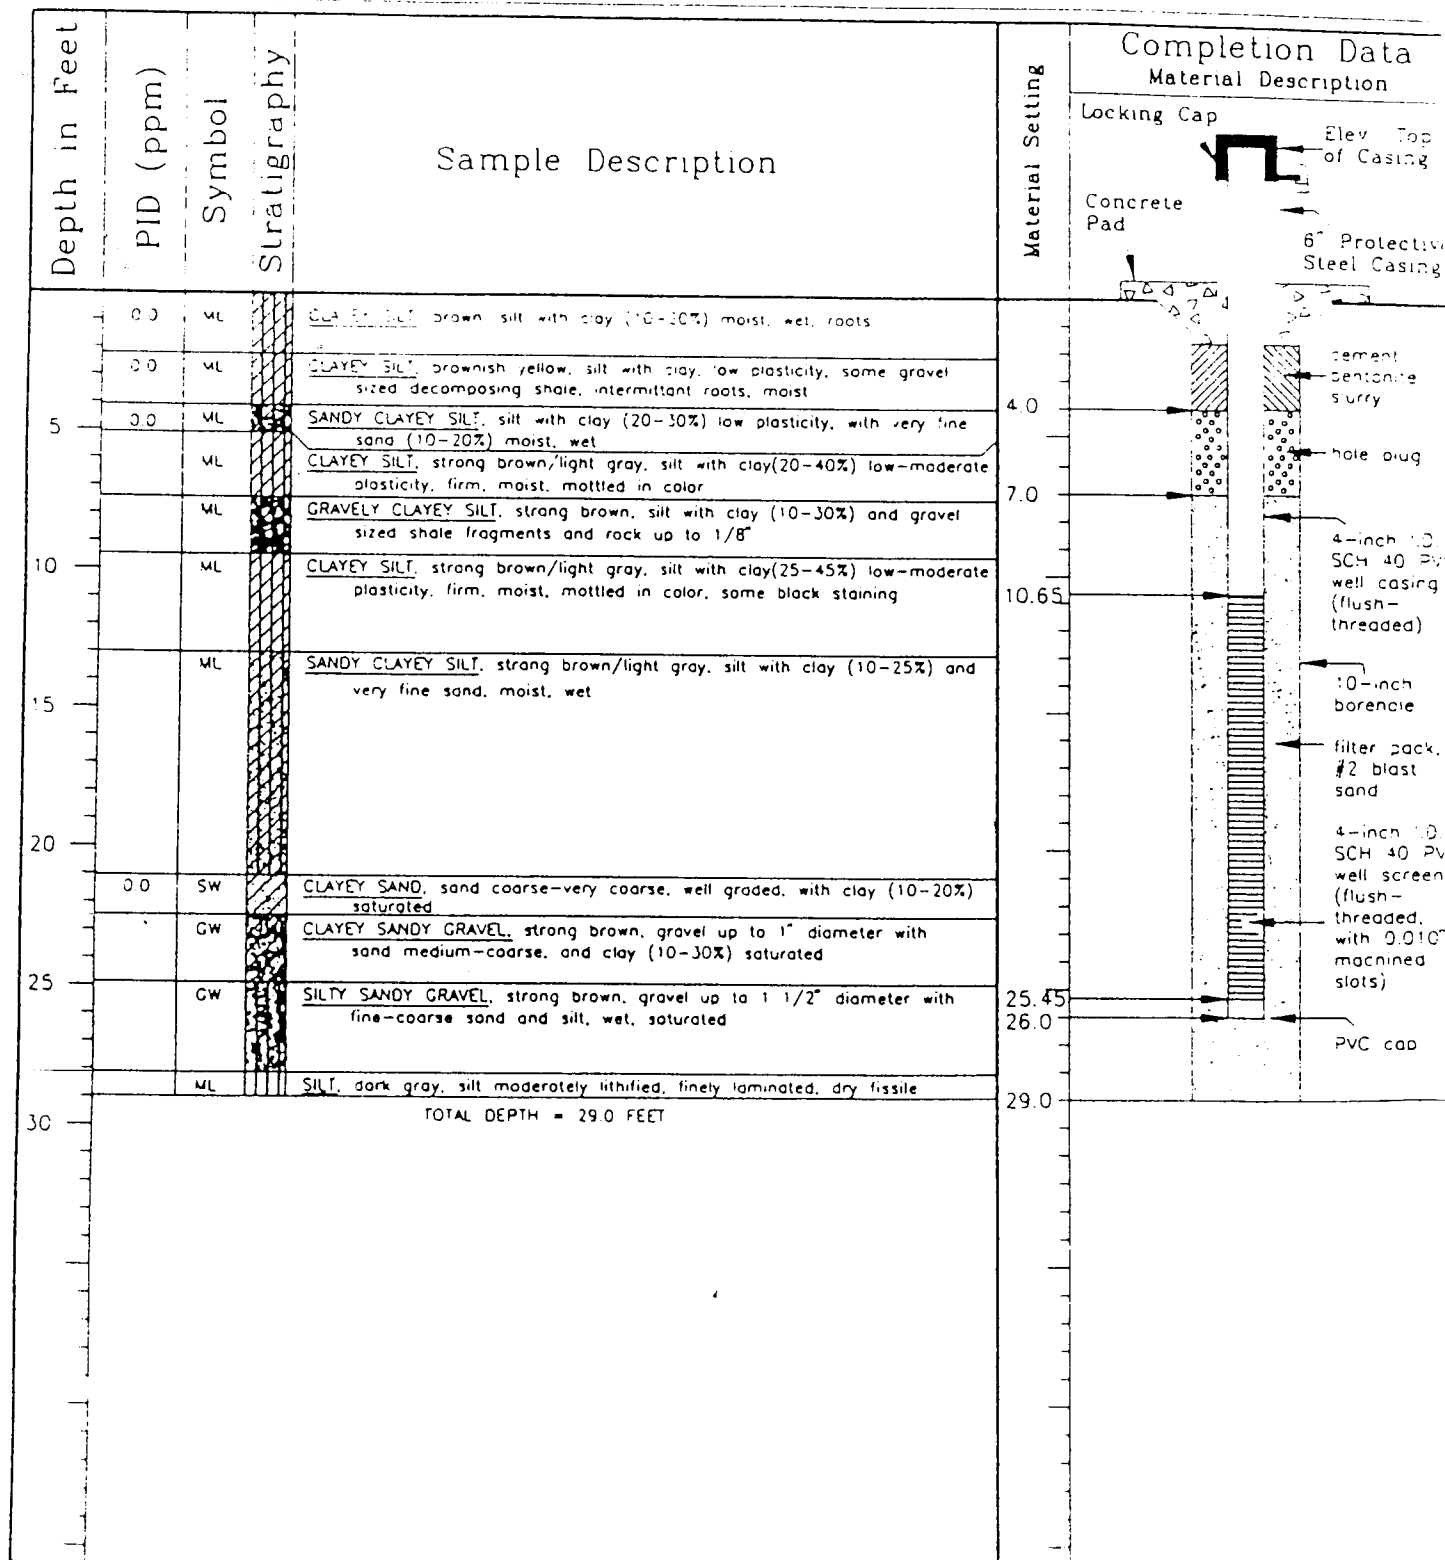 Depth in Feet
PID (ppm)
Symbol
Stratigraphy
Sample Description
Material Setting
Completion Data
Material Description
Locking Cap
Elev Top
of Casing
Concrete
Pad
6" Protective
Steel Casing
0.0 ML CLAYEY SILT, brown, silt with clay (10-30%) moist, wet, roots
0.0 ML CLAYEY SILT, brownish yellow, silt with clay, low plasticity, some gravel
sized decomposing shale, intermittant roots, moist
cement
bentonite
slurry
4.0
5 0.0 ML SANDY CLAYEY SILT, silt with clay (20-30%) low plasticity, with very fine
sand (10-20%) moist, wet
ML CLAYEY SILT, strong brown/light gray, silt with clay(20-40%) low-moderate
plasticity, firm, moist, mottled in color
hole plug
7.0
ML GRAVELY CLAYEY SILT, strong brown, silt with clay (10-30%) and gravel
sized shale fragments and rock up to 1/8"
4-inch I.D.
SCH 40 PV
well casing
(flush-
threaded)
10 ML CLAYEY SILT, strong brown/light gray, silt with clay(25-45%) low-moderate
plasticity, firm, moist, mottled in color, some black staining
10.65
ML SANDY CLAYEY SILT, strong brown/light gray, silt with clay (10-25%) and
very fine sand, moist, wet
10-inch
borehole
15
filter pack,
#2 blast
sand
20
4-inch I.D.
SCH 40 PV
well screen
(flush-
threaded,
with 0.010"
machined
slots)
0.0 SW CLAYEY SAND, sand coarse-very coarse, well graded, with clay (10-20%)
saturated
GW CLAYEY SANDY GRAVEL, strong brown, gravel up to 1" diameter with
sand medium-coarse, and clay (10-30%) saturated
25
GW SILTY SANDY GRAVEL, strong brown, gravel up to 1 1/2" diameter with
fine-coarse sand and silt, wet, saturated
25.45
26.0
PVC cap
ML SILT, dark gray, silt moderately lithified, finely laminated, dry fissile
29.0
TOTAL DEPTH = 29.0 FEET
30